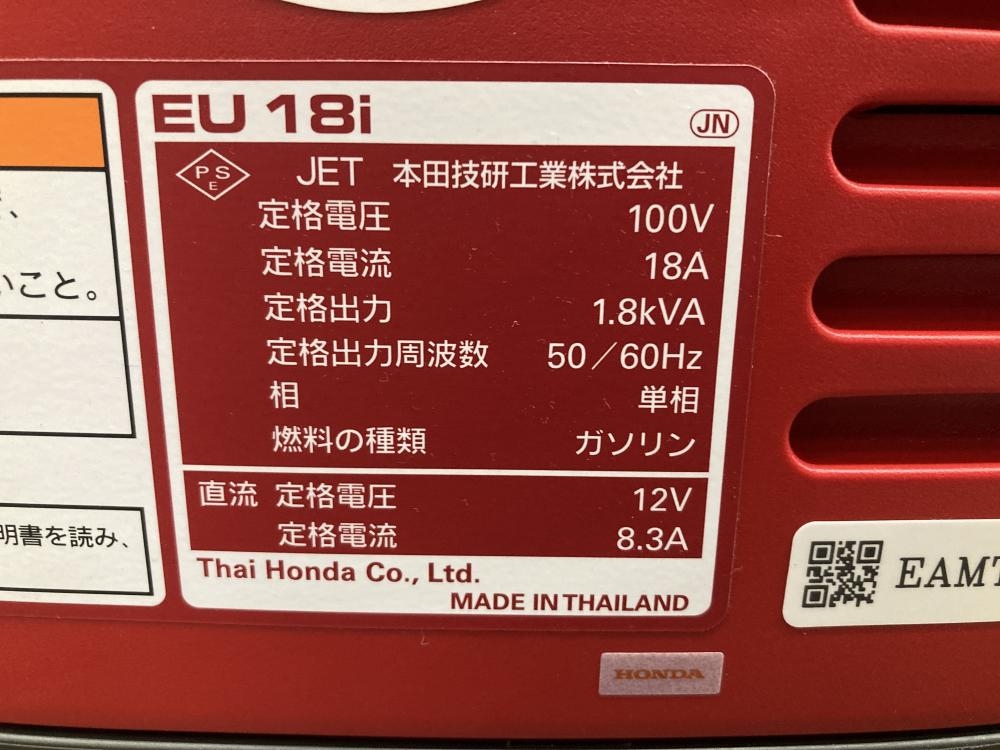 EU 18i
JN
PSE
JET 本田技研工業株式会社
定格電圧 100V
定格電流 18A
定格出力 1.8kVA
定格出力周波数 50／60Hz
相 単相
燃料の種類 ガソリン
直流 定格電圧 12V
定格電流 8.3A
Thai Honda Co., Ltd.
MADE IN THAILAND
いこと。
明書を読み、
EAMT
HONDA